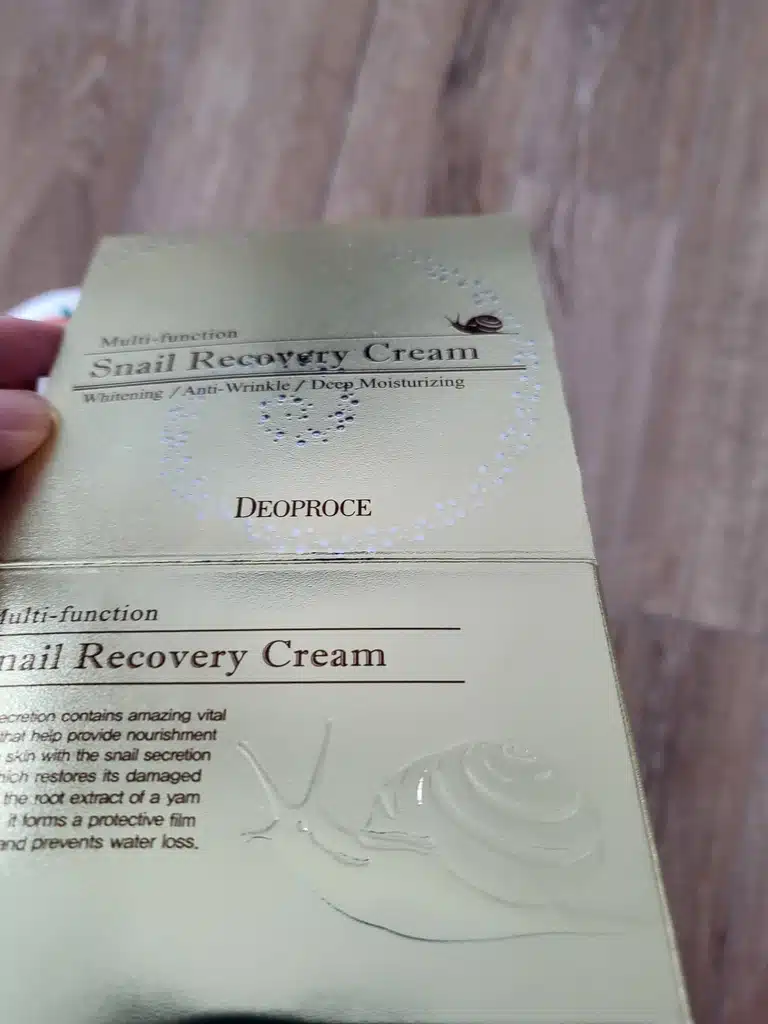 Multi-function
Snail Recovery Cream
Whitening / Anti-Wrinkle / Deep Moisturizing
DEOPROCE
Multi-function
nail Recovery Cream
ecretion contains amazing vital
that help provide nourishment
skin with the snail secretion
hich restores its damaged
the root extract of a yam
it forms a protective film
and prevents water loss.